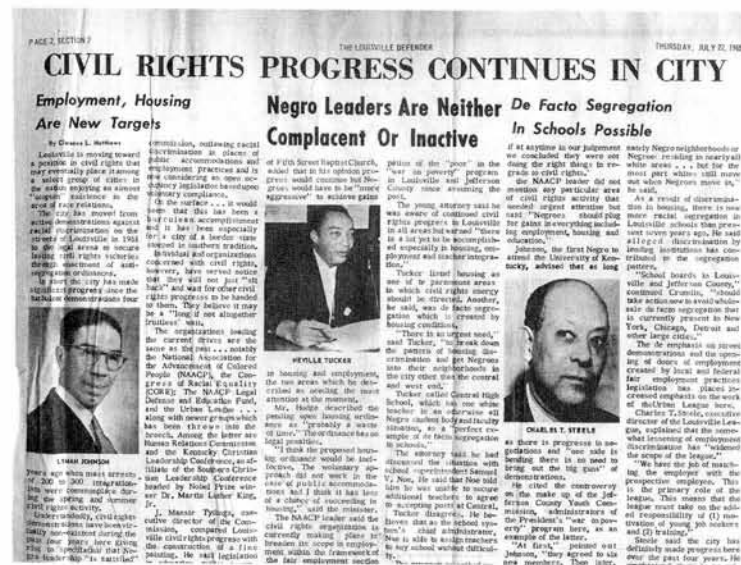 PAGE 2, SECTION 2
THE LOUISVILLE DEFENDER
THURSDAY, JULY 22, 196
CIVIL RIGHTS PROGRESS CONTINUES IN CITY
Employment, Housing
Are New Targets
By Clarence L. Matthews
Louisville is moving toward
a position in civil rights that
may eventually place it among
a select group of cities in
the nation enjoying an almost
"utopian" existence in the
area of race relations.
The city has moved from
active demonstrations against
racial discrimination on the
streets of Louisville in 1961
to the legal arena to secure
lasting civil rights victories
through enactment of anti-
segregation ordinances.
In short the city has made
significant progress since the
turbulent demonstrations four
LYMAN JOHNSON
years ago when mass arrests
of 200 to 300 integration-
ists were commonplace dur-
ing the spring and summer
civil rights activity.
Understandably, civil rights
demonstrations have been vir-
tually non-existent during the
past four years here giving
rise to speculation that Ne-
gro leadership is "satisfied"
commission, outlawing racial
discrimination in places of
public accommodations and
employment practices and is
now considering an open oc-
cupancy legislation based upon
voluntary compliance.
On the surface . . . it would
seem that this has been a
accomplishment
and it has been especially
for a city of a border state
steeped in southern tradition.
Individual and organizations
concerned with civil rights,
however, have served notice
that they will not just "sit
back" and wait for other civil
rights progress to be handed
to them. They believe it may
be a "long if not altogether
fruitless" wait.
The organizations leading
the current drives are the
same as the past . . . notably
the National Association for
the Advancement of Colored
People (NAACP), the Con-
gress of Racial Equality
(CORE); The NAACP Legal
Defense and Education Fund,
and the Urban League . . .
along with newer groups which
has been thrown into the
breech. Among the latter are
Human Relations Commission
and the Kentucky Christian
Leadership Conference, an af-
filiate of the Southern Chris-
tian Leadership Conference
headed by Nobel Prize win-
ner Dr. Martin Luther King,
Jr.
J. Mansir Tydings, exe-
cutive director of the Com-
mission, compared Louis-
ville civil rights progress with
the construction of a fine
painting. He said legislation
Negro Leaders Are Neither
Complacent Or Inactive
of Fifth Street Baptist Church,
added that in his opinion pro-
gress would continue but Ne-
groes would have to be "more
aggressive" to achieve gains
NEVILLE TUCKER
in housing and employment,
the two areas which he des-
cribed as needing the most
attention at the moment.
Mr. Hodge described the
pending open housing ordin-
ance as "probably a waste
of time." The ordinance has no
legal penalties.
"I think the proposed hous-
ing ordinance would be inef-
fective. The voluntary ap-
proach did not work in the
case of public accommoda-
tions and I think it has less
of a chance of succeeding in
housing," said the minister.
The NAACP leader said the
civil rights organization is
currently making plans to
broaden its scope in employ-
ment within the framework of
the fair employment section
pation of the "poor" in the
"war on poverty" program
in Louisville and Jefferson
County since assuming the
post.
The young attorney said he
was aware of continued civil
rights progress in Louisville
in all areas but warned "there
is a lot yet to be accomplish-
ed especially in housing, em-
ployment and teacher integra-
tion."
Tucker listed housing as
one of te paramount areas
in which civil rights energy
should be directed. Another,
he said, was de facto segre-
gation which is created by
housing conditions.
"There is an urgent need,"
said Tucker, "to break down
the pattern of housing dis-
crimination and get Negroes
into their neighborhoods in
the city other than the central
and west end."
Tucker called Central High
School, which has one white
teacher in an otherwise all
Negro student body and faculty
situation, as a "perfect ex-
ample of de facto segregation
in schools."
The attorney said he had
discussed the situation with
school superintendent Samuel
V. Noe. He said that Noe told
him he was unable to secure
additional teachers to agree
to accepting posts at Central.
Tucker disagree. He be-
lieves that as the school sys-
tem's chief administrator,
Noe is able to assign teachers
to any school without difficul-
ty.
De Facto Segregation
In Schools Possible
if at anytime in our judgement
we concluded they were not
doing the right things in re-
grade to civil rights."
the NAACP leader did not
mention any particular area
of civil rights activity that
needed urgent attention but
said "Negroes should plug
for gains in everything includ-
ing employment, housing and
education."
Johnson, the first Negro to
attend the University of Ken-
tucky, advised that as long
CHARLES T. STEELE
as there is progress in ne-
gotiations and "one side is
bending there is no need to
bring out the big guns" of
demonstrations.
He cited the controversy
on the make up of the Jef-
ferson County Youth Com-
mission, administrators of
the President's "war on pov-
erty" program here, as an
example of the latter.
"At first," pointed out
Johnson, "they agreed to six
new members. Then later,
Negro neighborhoods or
Negroes residing in nearly all
white areas . . . but for the
most part whites still move
out when Negroes move in,"
he said.
As a result of discrimina-
tion in housing, there is now
more racial segregation in
Louisville schools than pre-
sent seven years ago. He said
alleged discrimination by
lending institutions has con-
tributed to the segregation
pattern.
"School boards in Louis-
ville and Jefferson County,"
continued Crumlin, "should
take action now to avoid whole-
sale de facto segregation that
is currently present in New
York, Chicago, Detroit and
other large cities."
The de emphasis on street
demonstrations and the open-
ing of doors of employment
created by local and federal
fair employment practices
legislation has places in-
creased emphasis on the work
of the Urban League here.
Charles T. Steele, executive
director of the Louisville Lea-
gue, explained that the some-
what lessening of employment
discrimination has "widened
the scope of the league."
"We have the job of match-
ing the employer with the
prospective employee. This
is the primary role of the
league. This means that the
league must take on the add-
ed responsibility of (1) mo-
tivation of young job seekers
and (2) training."
Steele said the city has
definitely made progress here
over the past four years. He